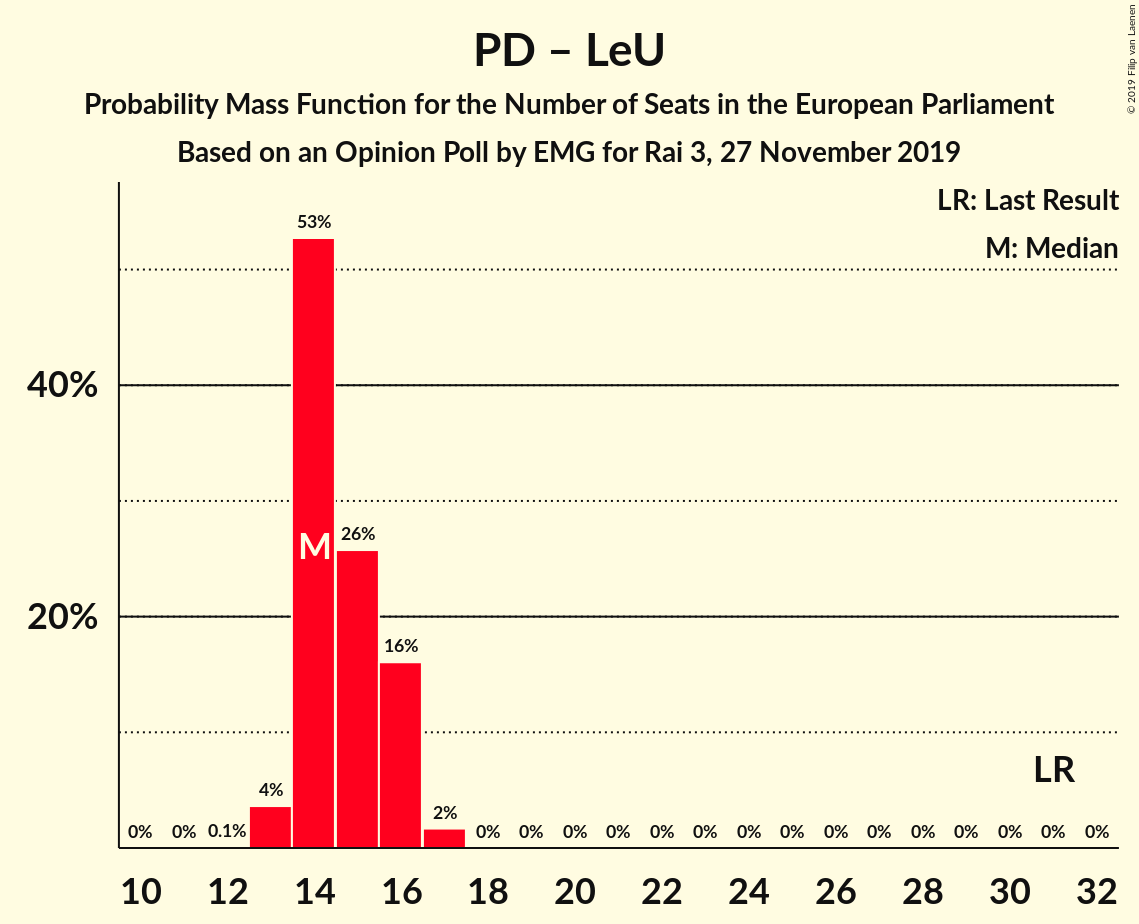 PD – LeU
Probability Mass Function for the Number of Seats in the European Parliament
Based on an Opinion Poll by EMG for Rai 3, 27 November 2019
© 2019 Filip van Laenen
LR: Last Result
M: Median
53%
40%
M
26%
20%
16%
LR
4%
2%
0% 0% 0.1% 0% 0% 0% 0% 0% 0% 0% 0% 0% 0% 0% 0% 0% 0% 0%
10 12 14 16 18 20 22 24 26 28 30 32